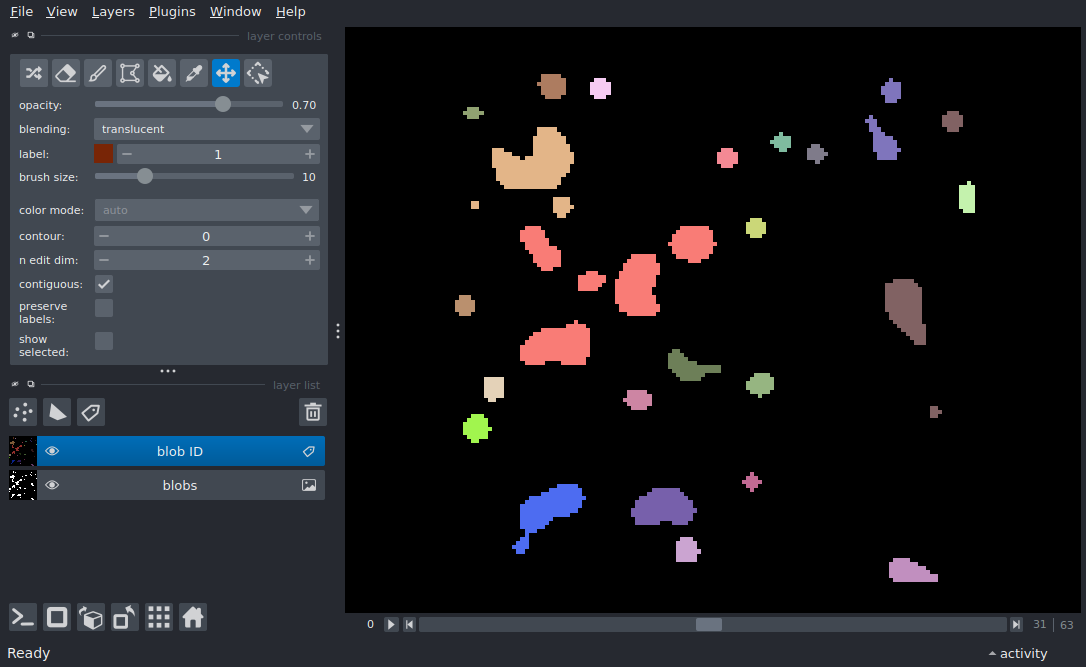 File View Layers Plugins Window Help
layer controls
opacity: 0.70
blending: translucent
label: 1
brush size: 10
color mode: auto
contour: 0
n edit dim: 2
contiguous:
preserve
labels:
show
selected:
layer list
blob ID
blobs
0 31 63
Ready activity